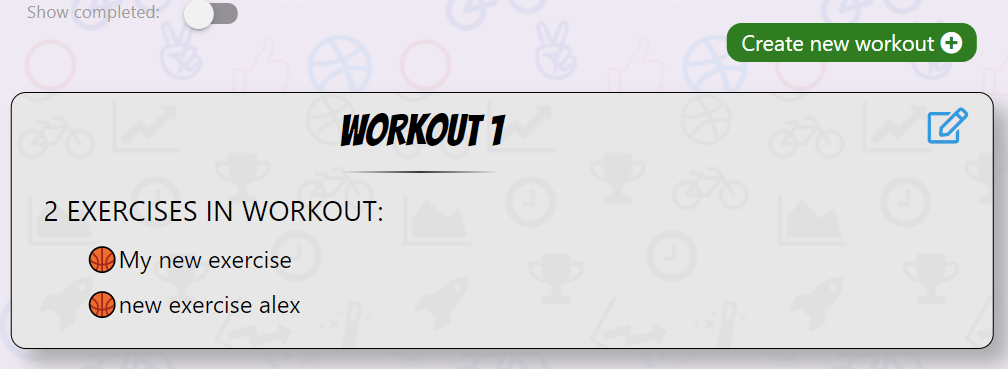 Show completed:
Create new workout
WORKOUT 1
2 EXERCISES IN WORKOUT:
My new exercise
new exercise alex